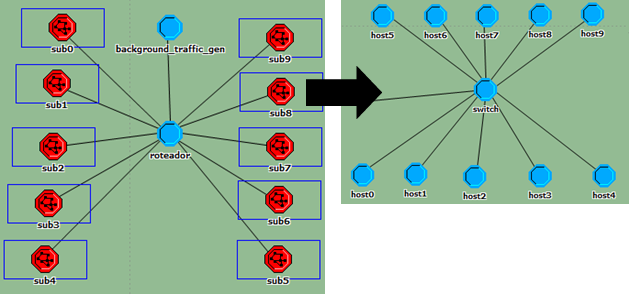 sub0
background_traffic_gen
sub9
sub1
sub8
roteador
sub2
sub7
sub3
sub6
sub4
sub5
host5
host6
host7
host8
host9
switch
host0
host1
host2
host3
host4